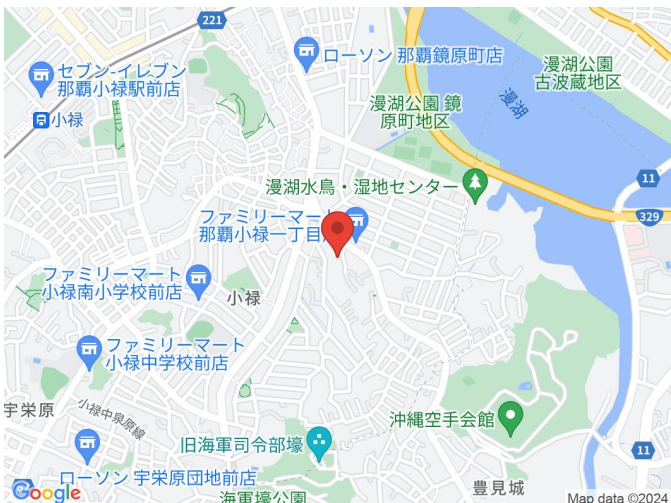 221
ローソン 那覇鏡原町店
セブン-イレブン
那覇小禄駅前店
小禄
漫湖公園
古波蔵地区
漫湖
漫湖公園 鏡
原町地区
漫湖水鳥・湿地センター
11
329
ファミリーマート
那覇小禄一丁目
ファミリーマート
小禄南小学校前店
小禄
ファミリーマート
小禄中学校前店
宇栄原
小禄中泉原線
沖縄空手会館
旧海軍司令部壕
11
ローソン 宇栄原団地前店
海軍壕公園
豊見城
Google
Map data ©2024